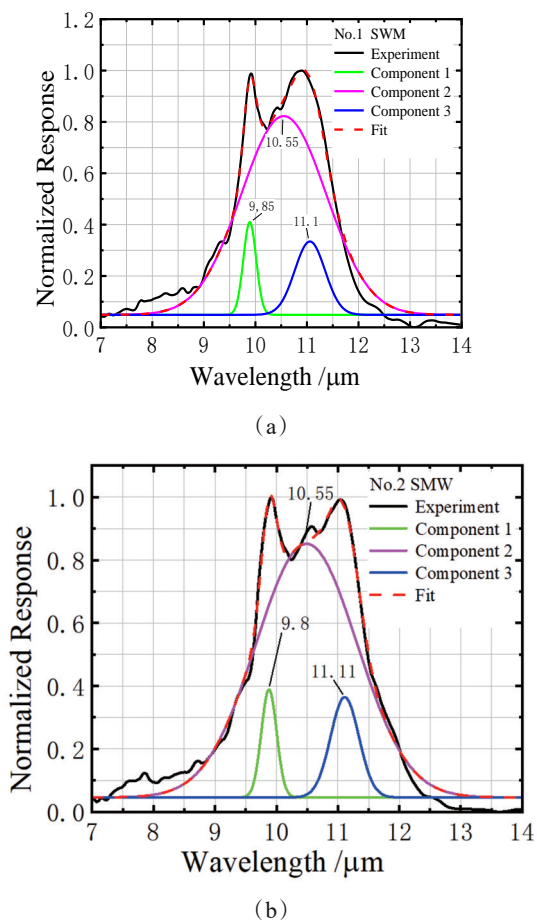 No.1 SWM
Experiment
Component 1
Component 2
Component 3
Fit
1.2
1.0
0.8
0.6
0.4
0.2
0.0
Normalized Response
10.55
9,85
11.1
7 8 9 10 11 12 13 14
Wavelength /μm
(a)
No.2 SMW
Experiment
Component 1
Component 2
Component 3
Fit
1.0
0.8
0.6
0.4
0.2
0.0
Normalized Response
10.55
9.8
11.11
7 8 9 10 11 12 13 14
Wavelength /μm
(b)